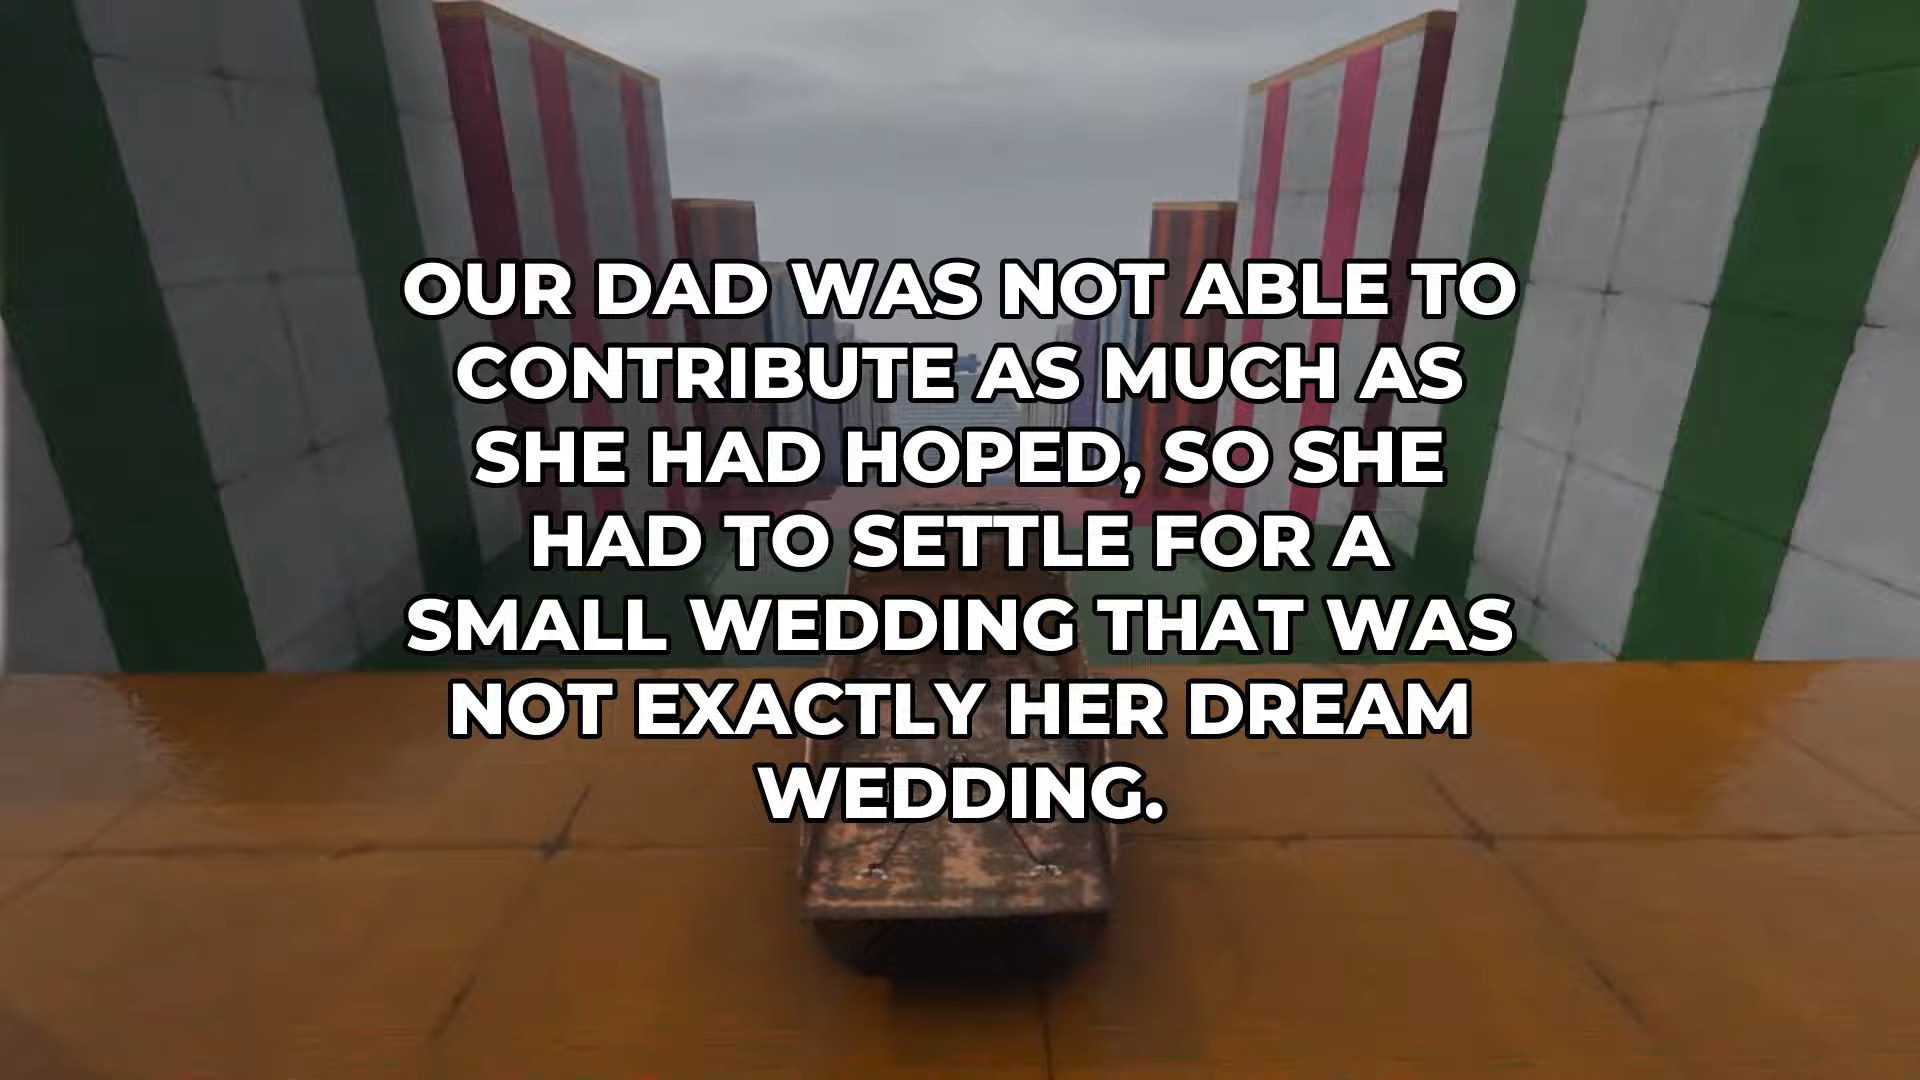 OUR DAD WAS NOT ABLE TO
CONTRIBUTE AS MUCH AS
SHE HAD HOPED, SO SHE
HAD TO SETTLE FOR A
SMALL WEDDING THAT WAS
NOT EXACTLY HER DREAM
WEDDING.